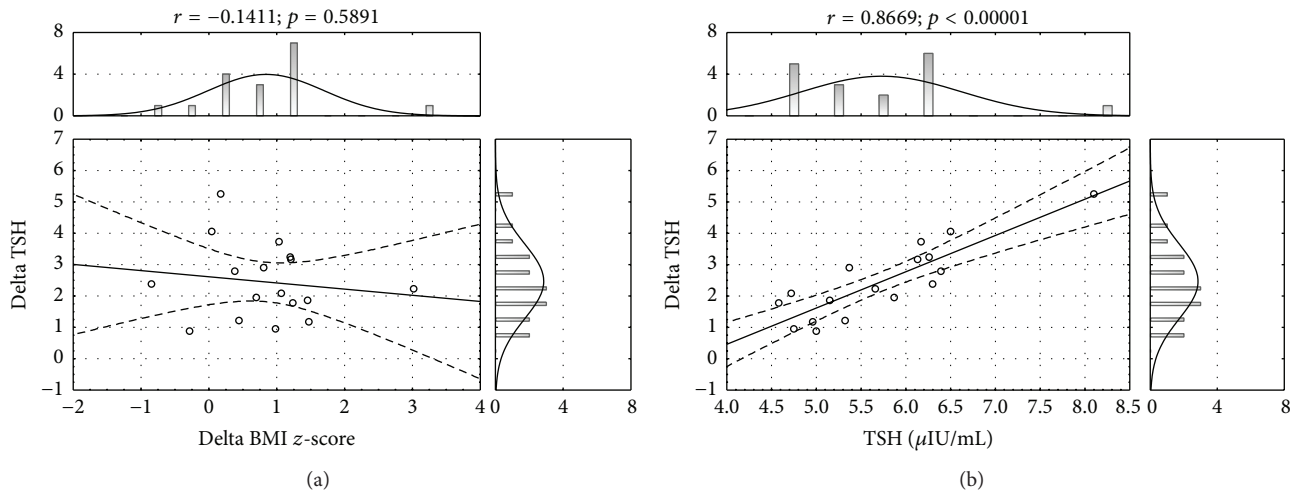 r = −0.1411; p = 0.5891
8
4
0
7
6
5
4
3
2
1
0
−1
Delta TSH
−2 −1 0 1 2 3 4
0 4 8
Delta BMI z-score
(a)
r = 0.8669; p < 0.00001
8
4
0
7
6
5
4
3
2
1
0
−1
Delta TSH
4.0 4.5 5.0 5.5 6.0 6.5 7.0 7.5 8.0 8.5
0 4 8
TSH (μIU/mL)
(b)